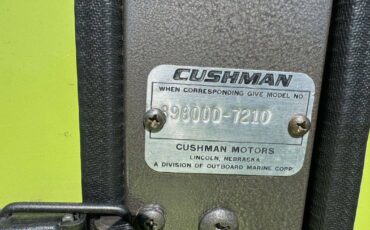 CUSHMAN
WHEN CORRESPONDING GIVE MODEL NO.
898000-7210
CUSHMAN MOTORS
LINCOLN, NEBRASKA
A DIVISION OF OUTBOARD MARINE CORP.